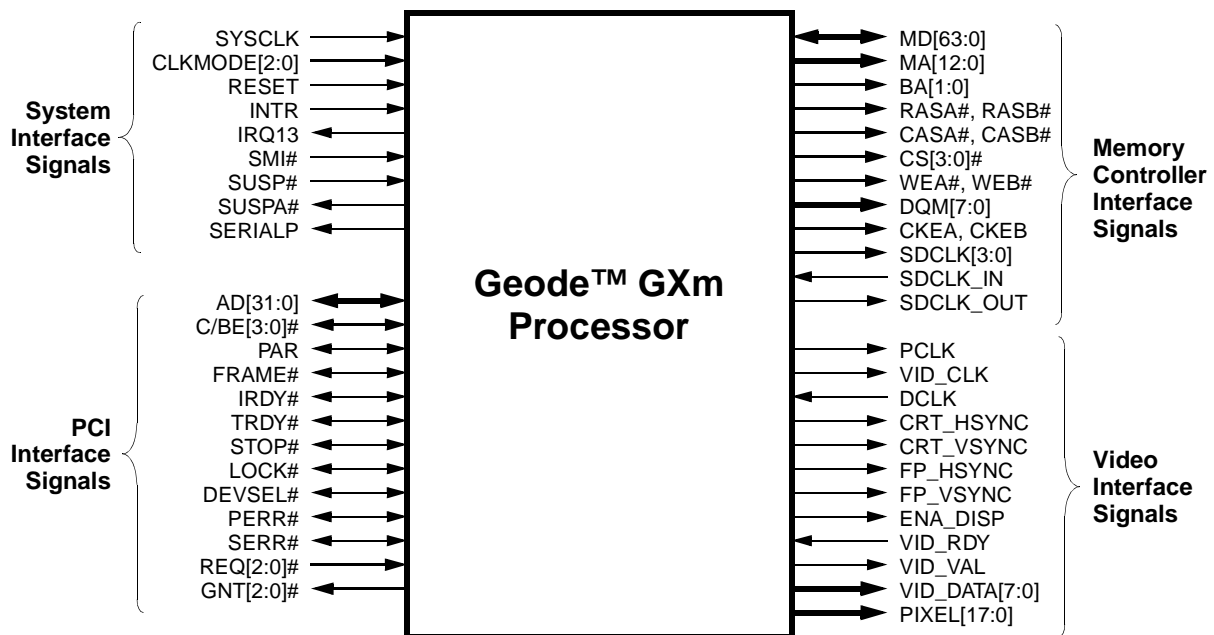 System
Interface
Signals
SYSCLK
CLKMODE[2:0]
RESET
INTR
IRQ13
SMI#
SUSP#
SUSPA#
SERIALP
PCI
Interface
Signals
AD[31:0]
C/BE[3:0]#
PAR
FRAME#
IRDY#
TRDY#
STOP#
LOCK#
DEVSEL#
PERR#
SERR#
REQ[2:0]#
GNT[2:0]#
Geode™ GXm
Processor
MD[63:0]
MA[12:0]
BA[1:0]
RASA#, RASB#
CASA#, CASB#
CS[3:0]#
WEA#, WEB#
DQM[7:0]
CKEA, CKEB
SDCLK[3:0]
SDCLK_IN
SDCLK_OUT
Memory
Controller
Interface
Signals
PCLK
VID_CLK
DCLK
CRT_HSYNC
CRT_VSYNC
FP_HSYNC
FP_VSYNC
ENA_DISP
VID_RDY
VID_VAL
VID_DATA[7:0]
PIXEL[17:0]
Video
Interface
Signals